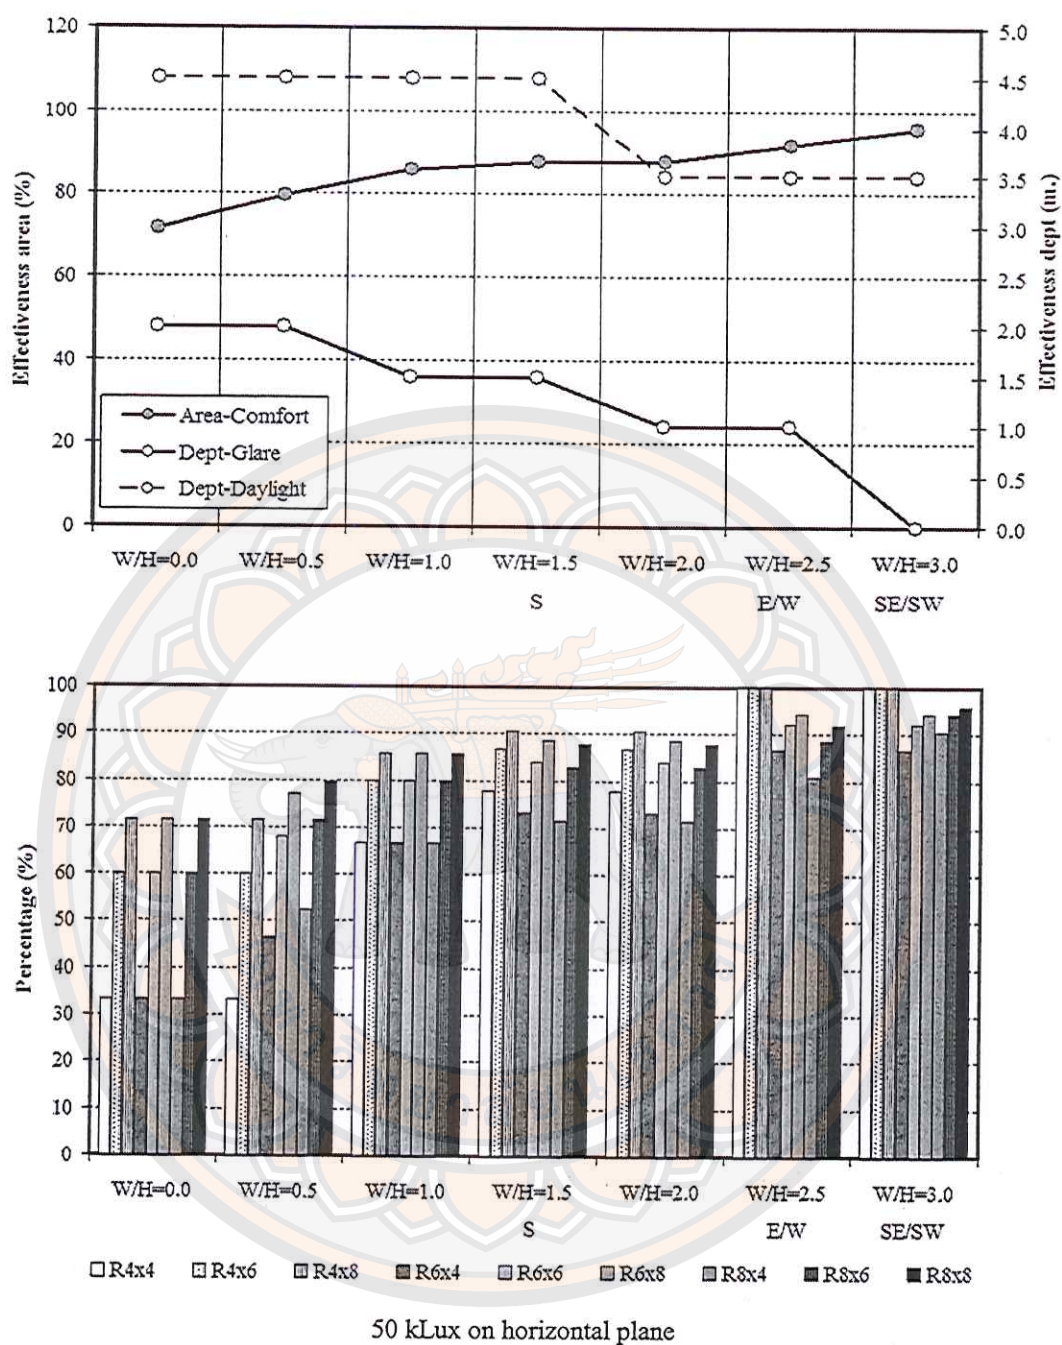 120
100
80
60
40
20
0
Effectiveness area (%)
5.0
4.5
4.0
3.5
3.0
2.5
2.0
1.5
1.0
0.5
0.0
Effectiveness dept (m.)
Area-Comfort
Dept-Glare
Dept-Daylight
W/H=0.0 W/H=0.5 W/H=1.0 W/H=1.5 W/H=2.0 W/H=2.5 W/H=3.0
S E/W SE/SW
100
90
80
70
60
50
40
30
20
10
0
Percentage (%)
W/H=0.0 W/H=0.5 W/H=1.0 W/H=1.5 W/H=2.0 W/H=2.5 W/H=3.0
S E/W SE/SW
R4x4 R4x6 R4x8 R6x4 R6x6 R6x8 R8x4 R8x6 R8x8
50 kLux on horizontal plane